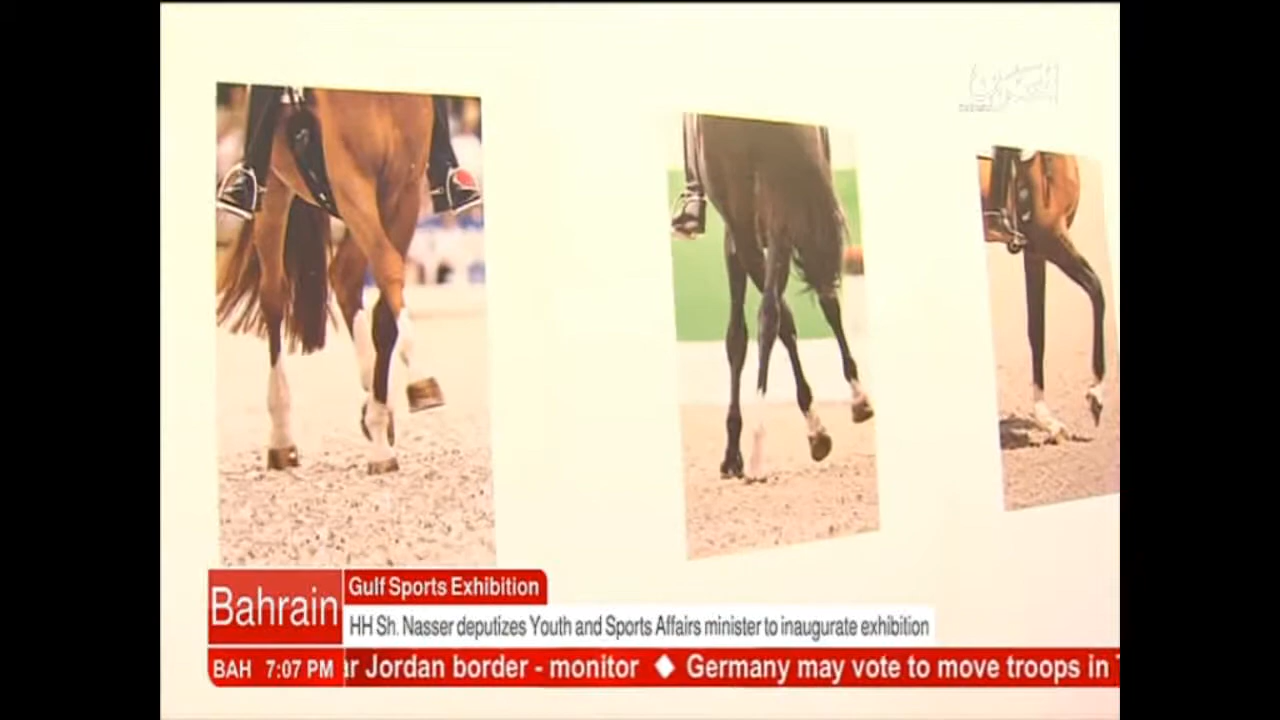 Gulf Sports Exhibition
Bahrain
HH Sh. Nasser deputizes Youth and Sports Affairs minister to inaugurate exhibition
BAH 7:07 PM
Jordan border - monitor ◆ Germany may vote to move troops in